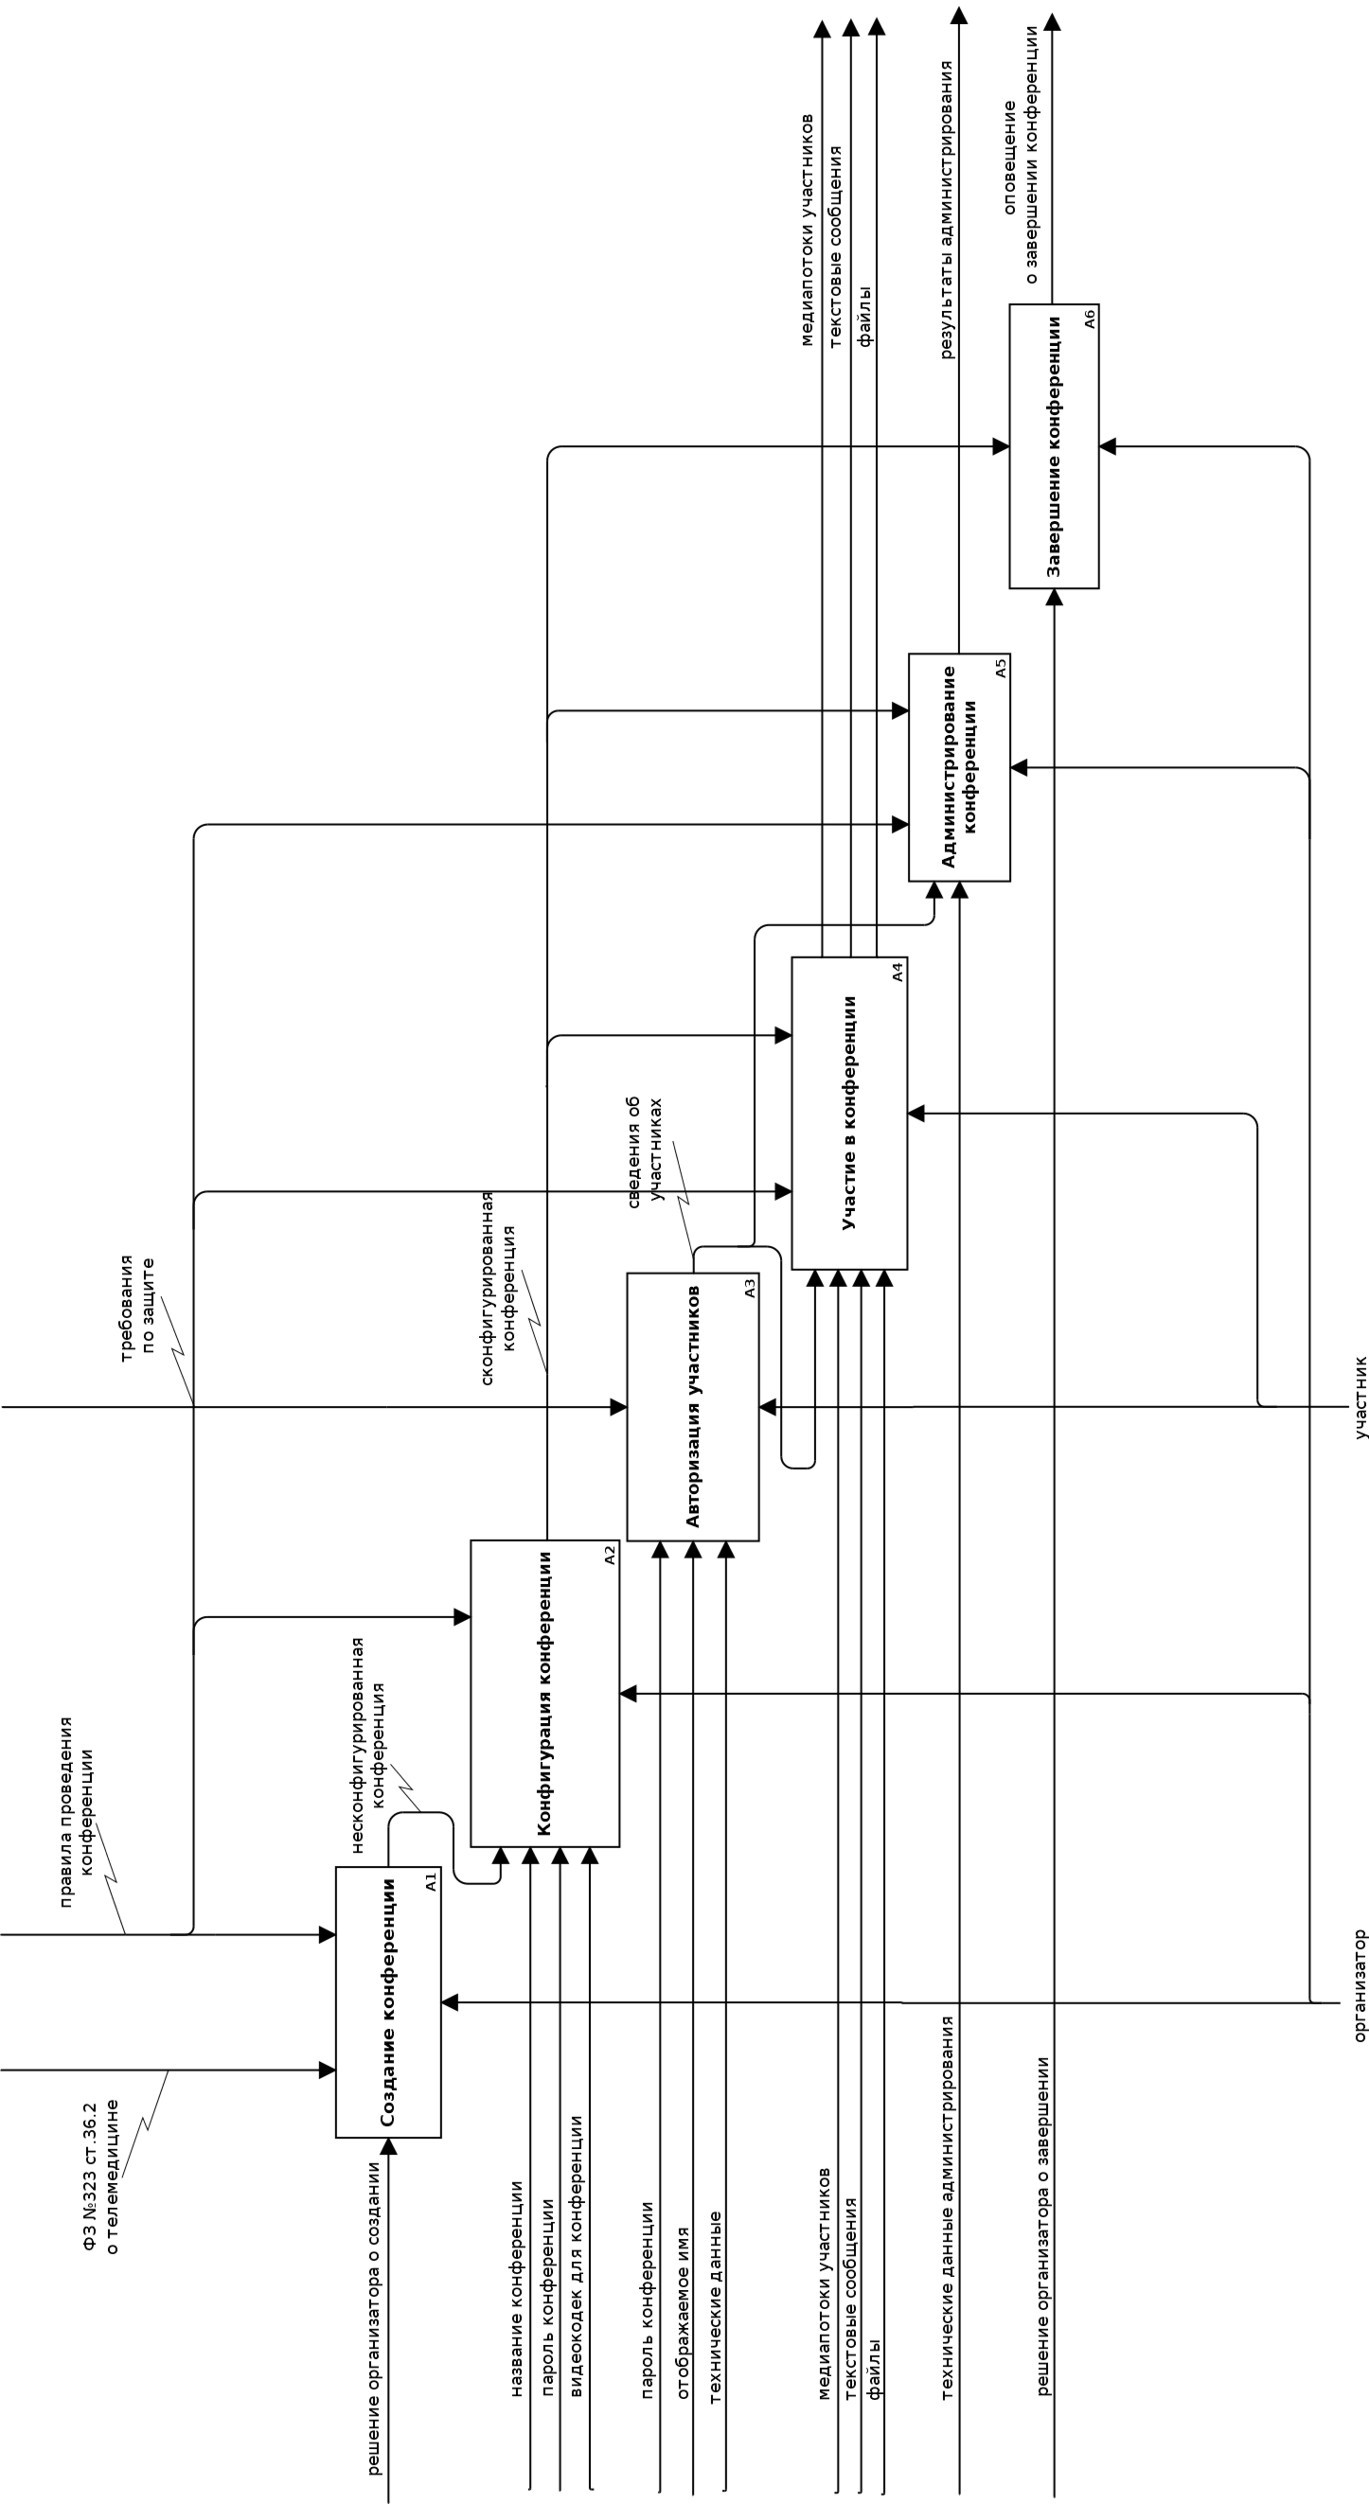 ФЗ №323 ст.36.2
о телемедицине
правила проведения
конференции
требования
по защите
решение организатора о создании
Создание конференции
A1
несконфигурированная
конференция
название конференции
пароль конференции
видеокодек для конференции
Конфигурация конференции
A2
сконфигурированная
конференция
пароль конференции
отображаемое имя
технические данные
Авторизация участников
A3
сведения об
участниках
медиапотоки участников
текстовые сообщения
файлы
Участие в конференции
A4
медиапотоки участников
текстовые сообщения
файлы
технические данные администрирования
Администрирование
конференции
A5
результаты администрирования
решение организатора о завершении
Завершение конференции
A6
оповещение
о завершении конференции
организатор
участник